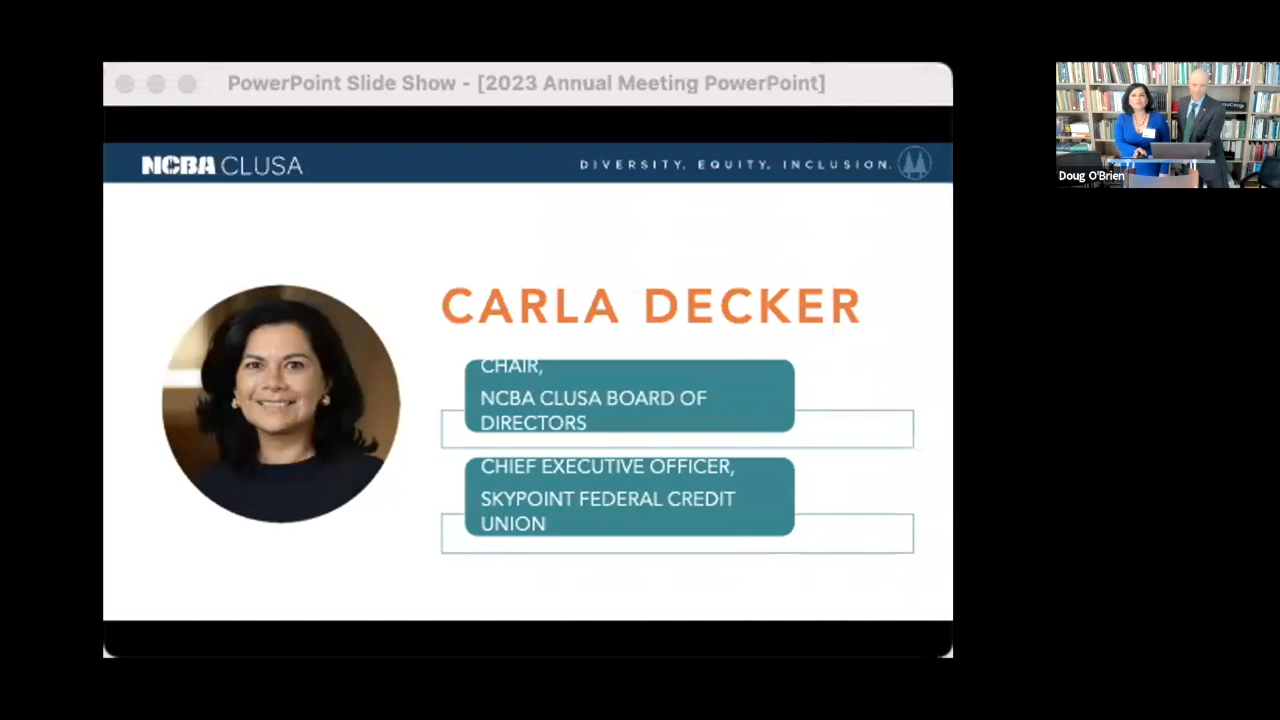 PowerPoint Slide Show - [2023 Annual Meeting PowerPoint]
NCBA CLUSA
DIVERSITY. EQUITY. INCLUSION.
CARLA DECKER
CHAIR,
NCBA CLUSA BOARD OF
DIRECTORS
CHIEF EXECUTIVE OFFICER,
SKYPOINT FEDERAL CREDIT
UNION
Doug O'Brien